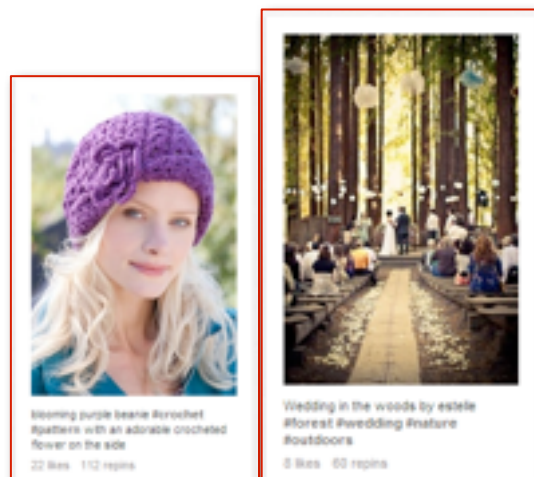 blooming purple beanie #crochet
#pattern with an adorable crocheted
flower on the side
22 likes 112 repins
Wedding in the woods by estelle
#forest #wedding #nature
#outdoors
8 likes 60 repins